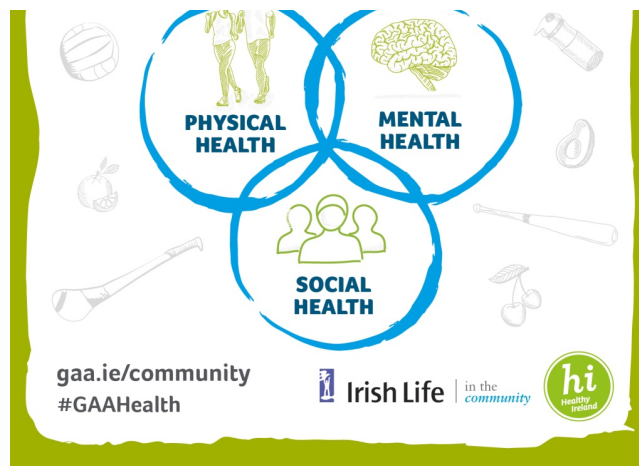 PHYSICAL
HEALTH
MENTAL
HEALTH
SOCIAL
HEALTH
gaa.ie/community
#GAAHealth
Irish Life
in the
community
hi
Healthy
Ireland